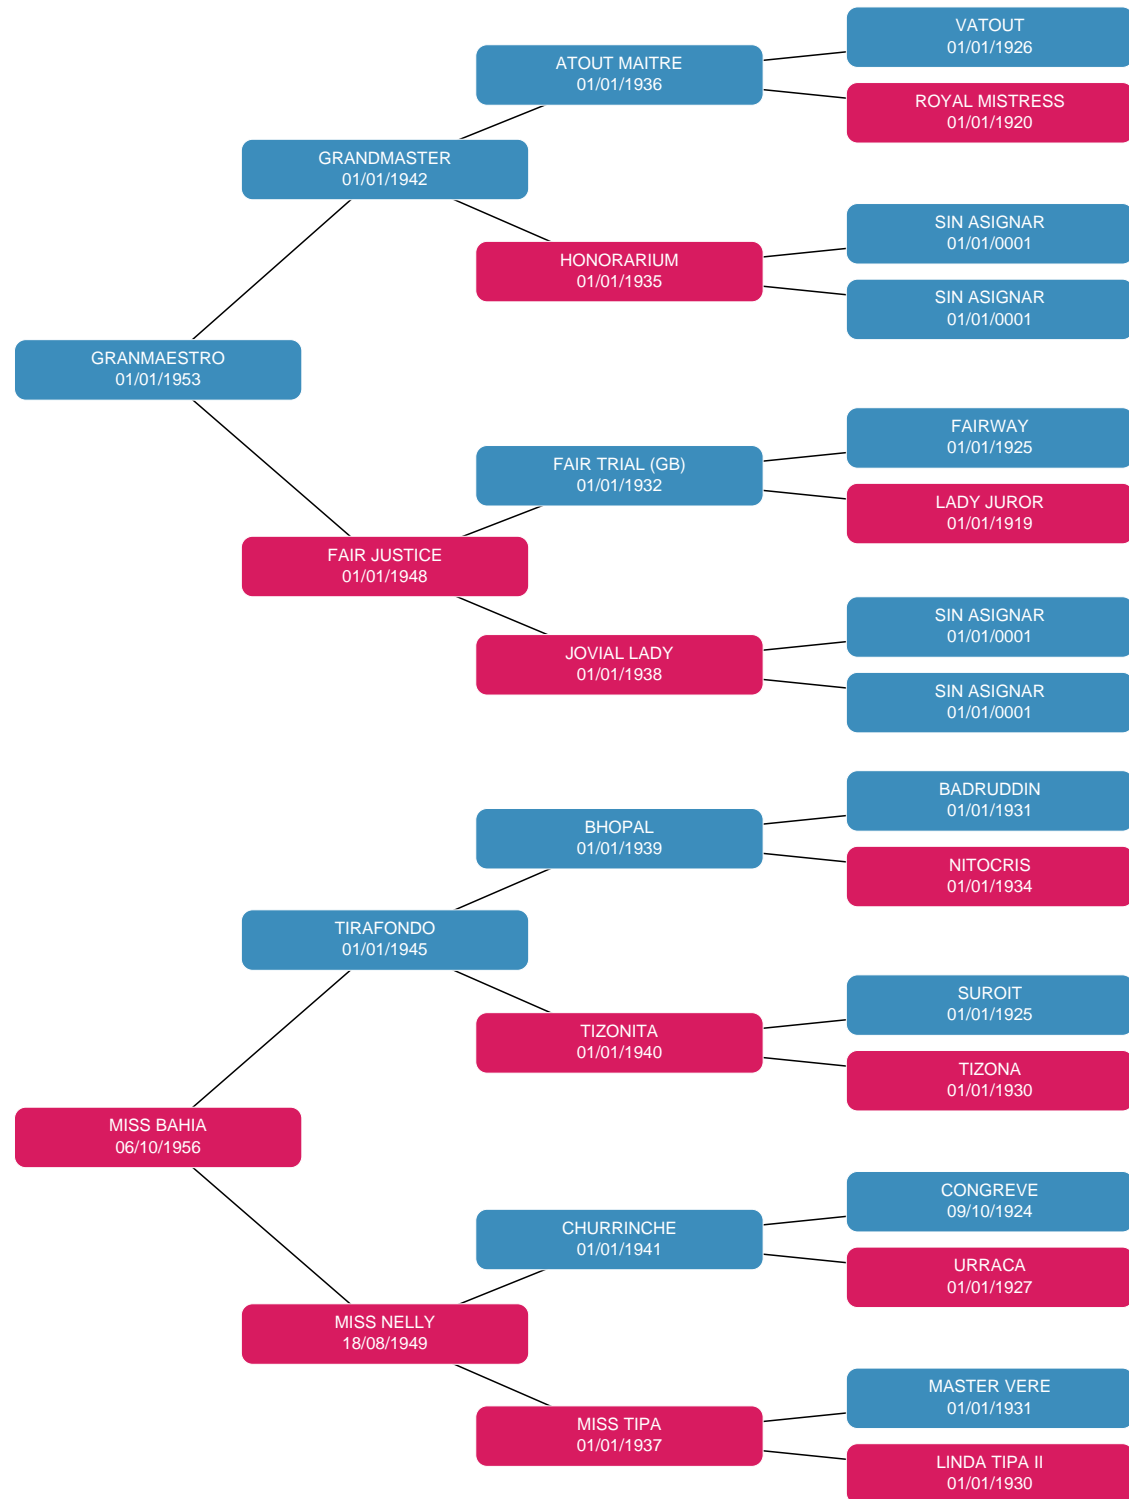 VATOUT
01/01/1926
ATOUT MAITRE
01/01/1936
ROYAL MISTRESS
01/01/1920
GRANDMASTER
01/01/1942
SIN ASIGNAR
01/01/0001
HONORARIUM
01/01/1935
SIN ASIGNAR
01/01/0001
GRANMAESTRO
01/01/1953
FAIRWAY
01/01/1925
FAIR TRIAL (GB)
01/01/1932
LADY JUROR
01/01/1919
FAIR JUSTICE
01/01/1948
SIN ASIGNAR
01/01/0001
JOVIAL LADY
01/01/1938
SIN ASIGNAR
01/01/0001
BADRUDDIN
01/01/1931
BHOPAL
01/01/1939
NITOCRIS
01/01/1934
TIRAFONDO
01/01/1945
SUROIT
01/01/1925
TIZONITA
01/01/1940
TIZONA
01/01/1930
MISS BAHIA
06/10/1956
CONGREVE
09/10/1924
CHURRINCHE
01/01/1941
URRACA
01/01/1927
MISS NELLY
18/08/1949
MASTER VERE
01/01/1931
MISS TIPA
01/01/1937
LINDA TIPA II
01/01/1930